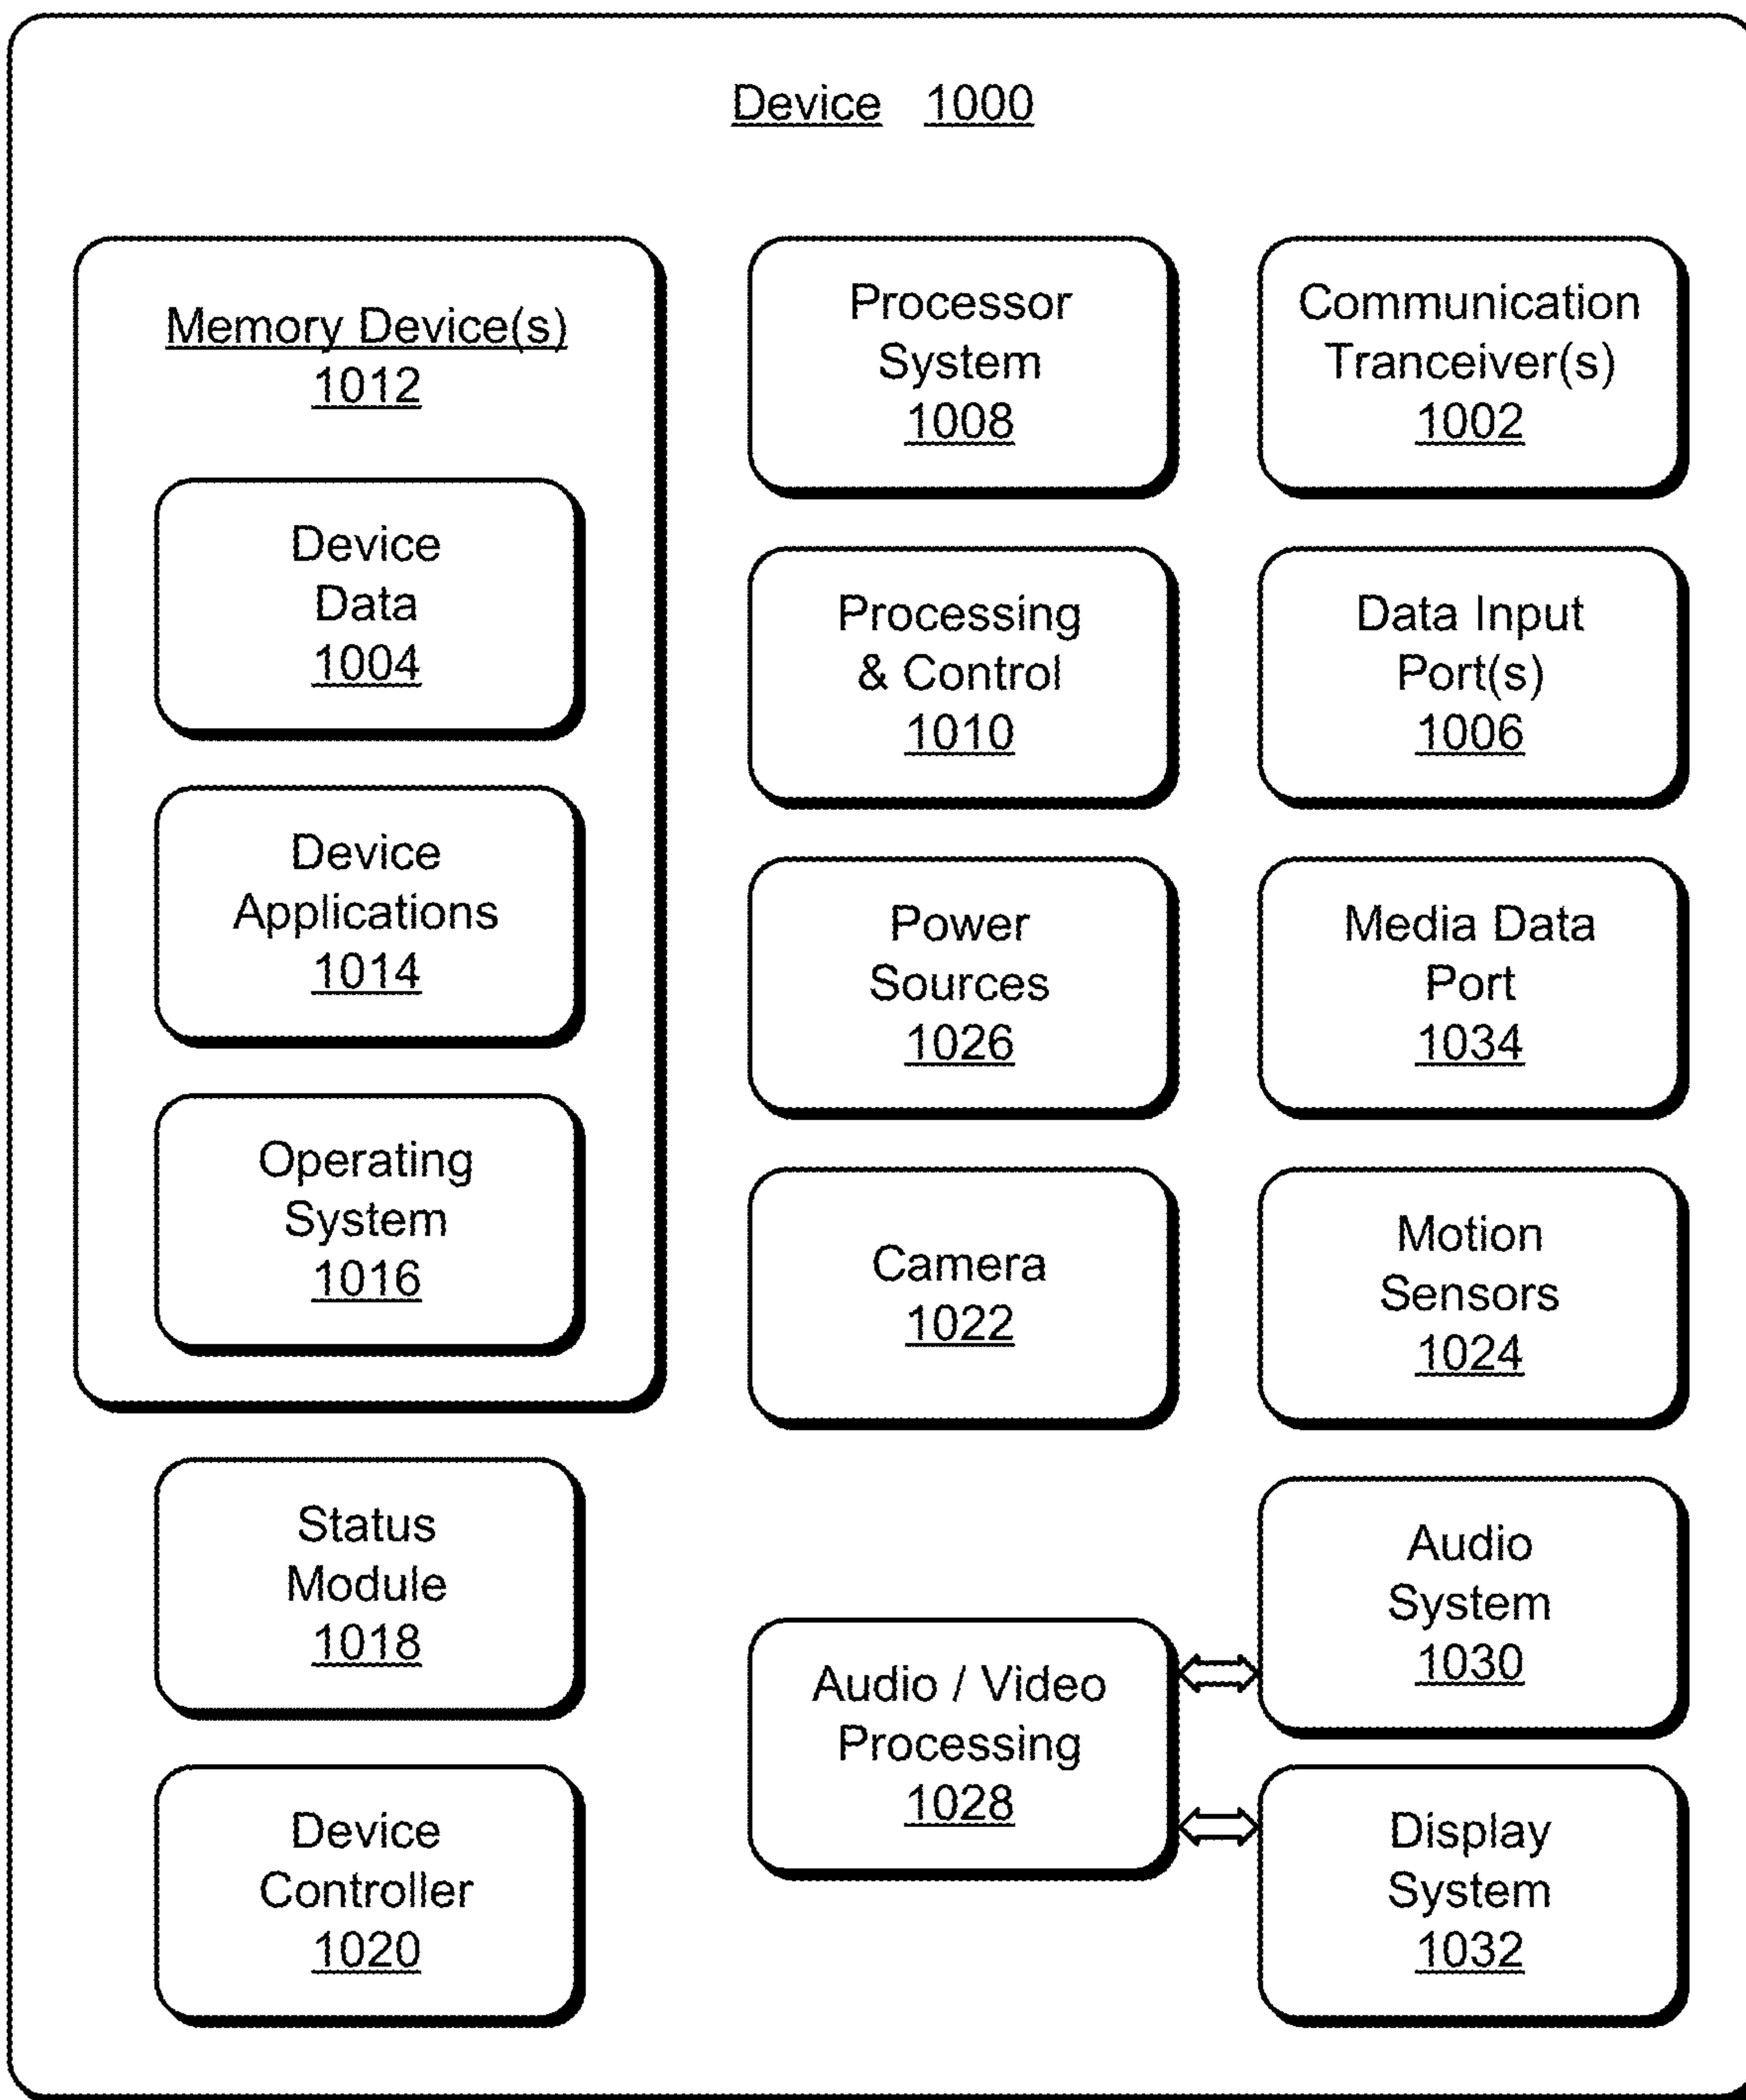 Device 1000
Memory Device(s)
1012
Device
Data
1004
Device
Applications
1014
Operating
System
1016
Status
Module
1018
Device
Controller
1020
Processor
System
1008
Processing
& Control
1010
Power
Sources
1026
Camera
1022
Audio / Video
Processing
1028
Communication
Tranceiver(s)
1002
Data Input
Port(s)
1006
Media Data
Port
1034
Motion
Sensors
1024
Audio
System
1030
Display
System
1032